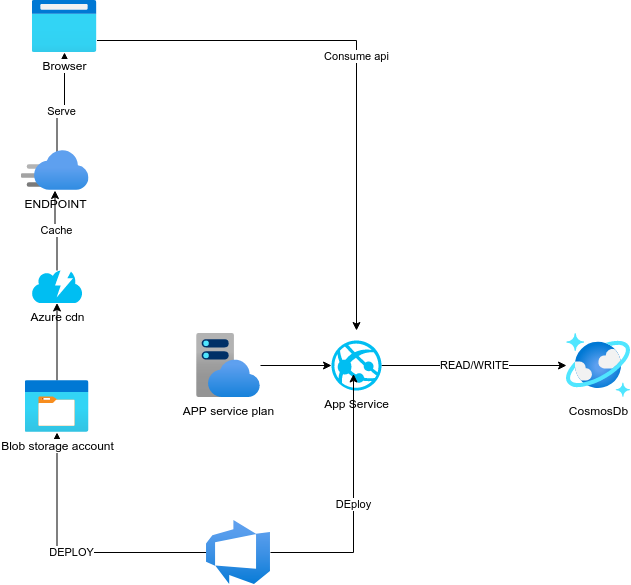 Consume api
Browser
Serve
ENDPOINT
Cache
Azure cdn
APP service plan
App Service
READ/WRITE
CosmosDb
Blob storage account
DEploy
DEPLOY